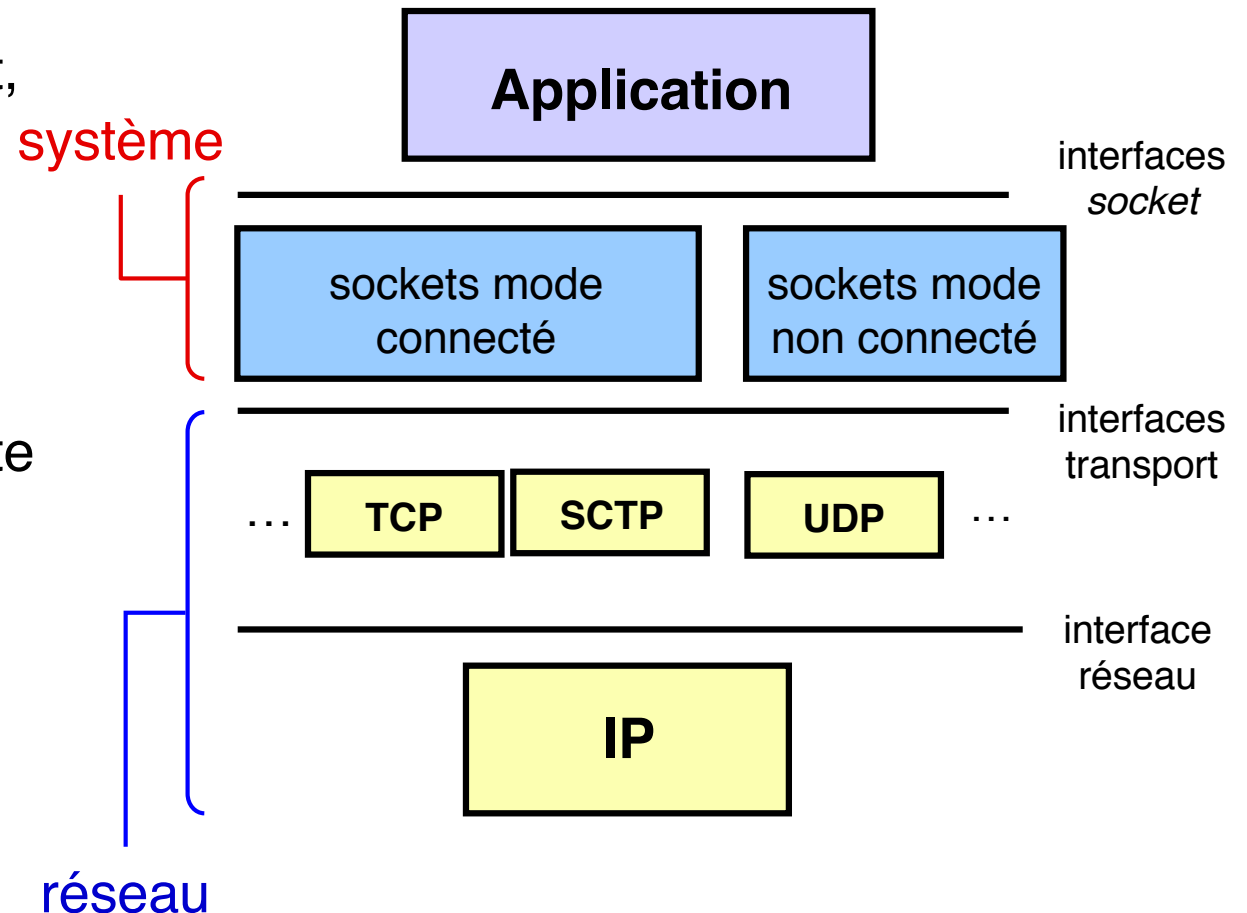 t,
Application
système
interfaces
socket
sockets mode
connecté
sockets mode
non connecté
interfaces
transport
te
... TCP SCTP UDP ...
interface
réseau
IP
réseau